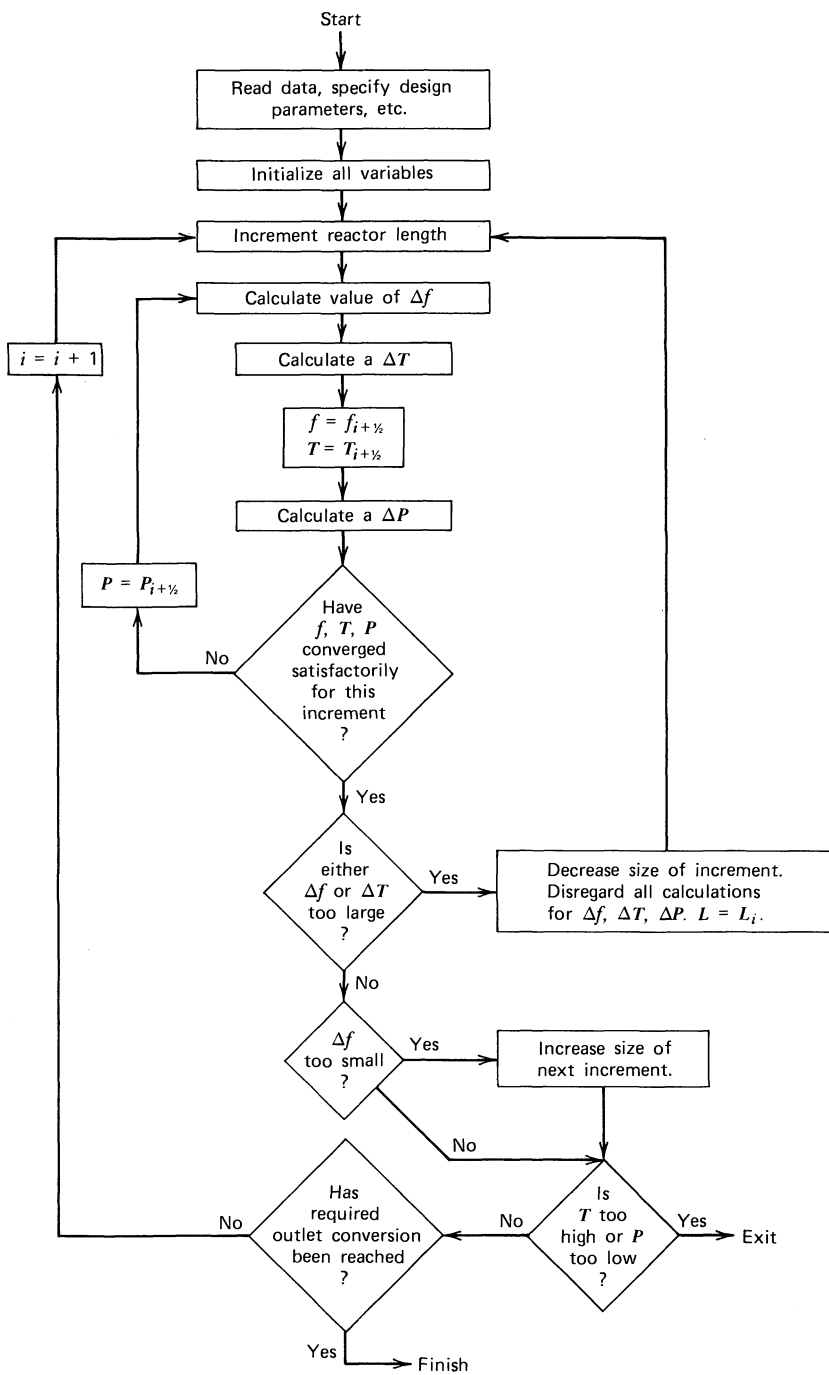 Start
Read data, specify design
parameters, etc.
Initialize all variables
Increment reactor length
Calculate value of Δf
i = i + 1
Calculate a ΔT
f = f_{i+½}
T = T_{i+½}
Calculate a ΔP
P = P_{i+½}
Have
f, T, P
converged
satisfactorily
for this
increment
?
No
Yes
Is
either
Δf or ΔT
too large
?
Yes
Decrease size of increment.
Disregard all calculations
for Δf, ΔT, ΔP. L = L_i.
No
Δf
too small
?
Yes
Increase size of
next increment.
No
Is
T too
high or P
too low
?
Yes
Exit
No
Has
required
outlet conversion
been reached
?
No
Yes
Finish